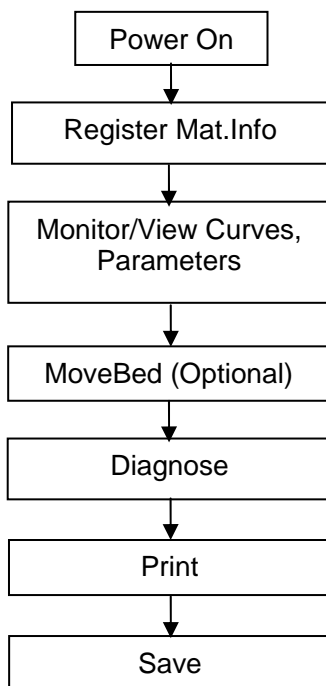 Power On
Register Mat.Info
Monitor/View Curves,
Parameters
MoveBed (Optional)
Diagnose
Print
Save